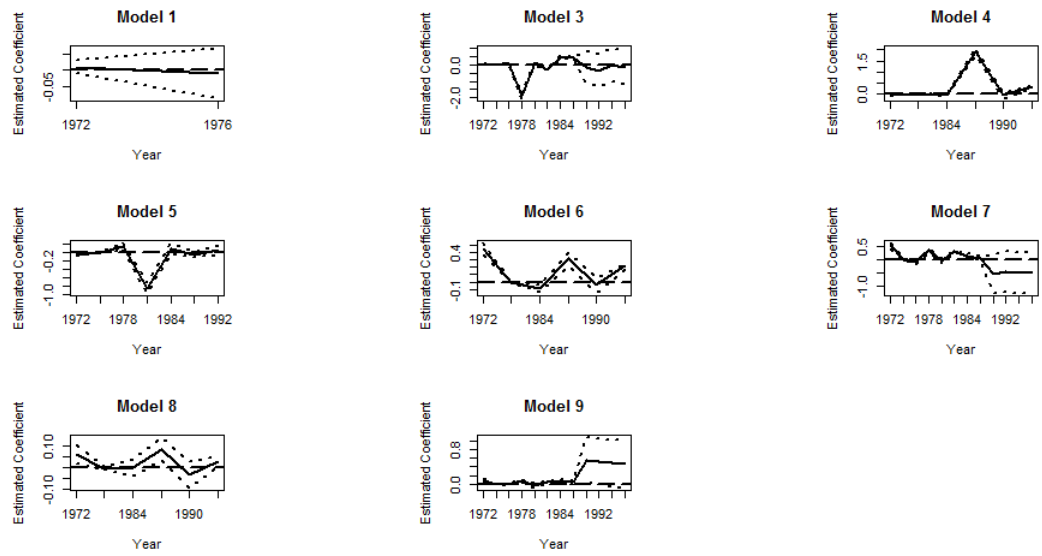 Model 1
Estimated Coefficient
-0.05
1972 1976
Year
Model 3
Estimated Coefficient
-2.0 0.0
1972 1978 1984 1992
Year
Model 4
Estimated Coefficient
0.0 1.5
1972 1984 1990
Year
Model 5
Estimated Coefficient
-1.0 -0.2
1972 1978 1984 1992
Year
Model 6
Estimated Coefficient
-0.1 0.4
1972 1984 1990
Year
Model 7
Estimated Coefficient
-1.0 0.5
1972 1978 1984 1992
Year
Model 8
Estimated Coefficient
-0.10 0.10
1972 1984 1990
Year
Model 9
Estimated Coefficient
0.0 0.8
1972 1978 1984 1992
Year